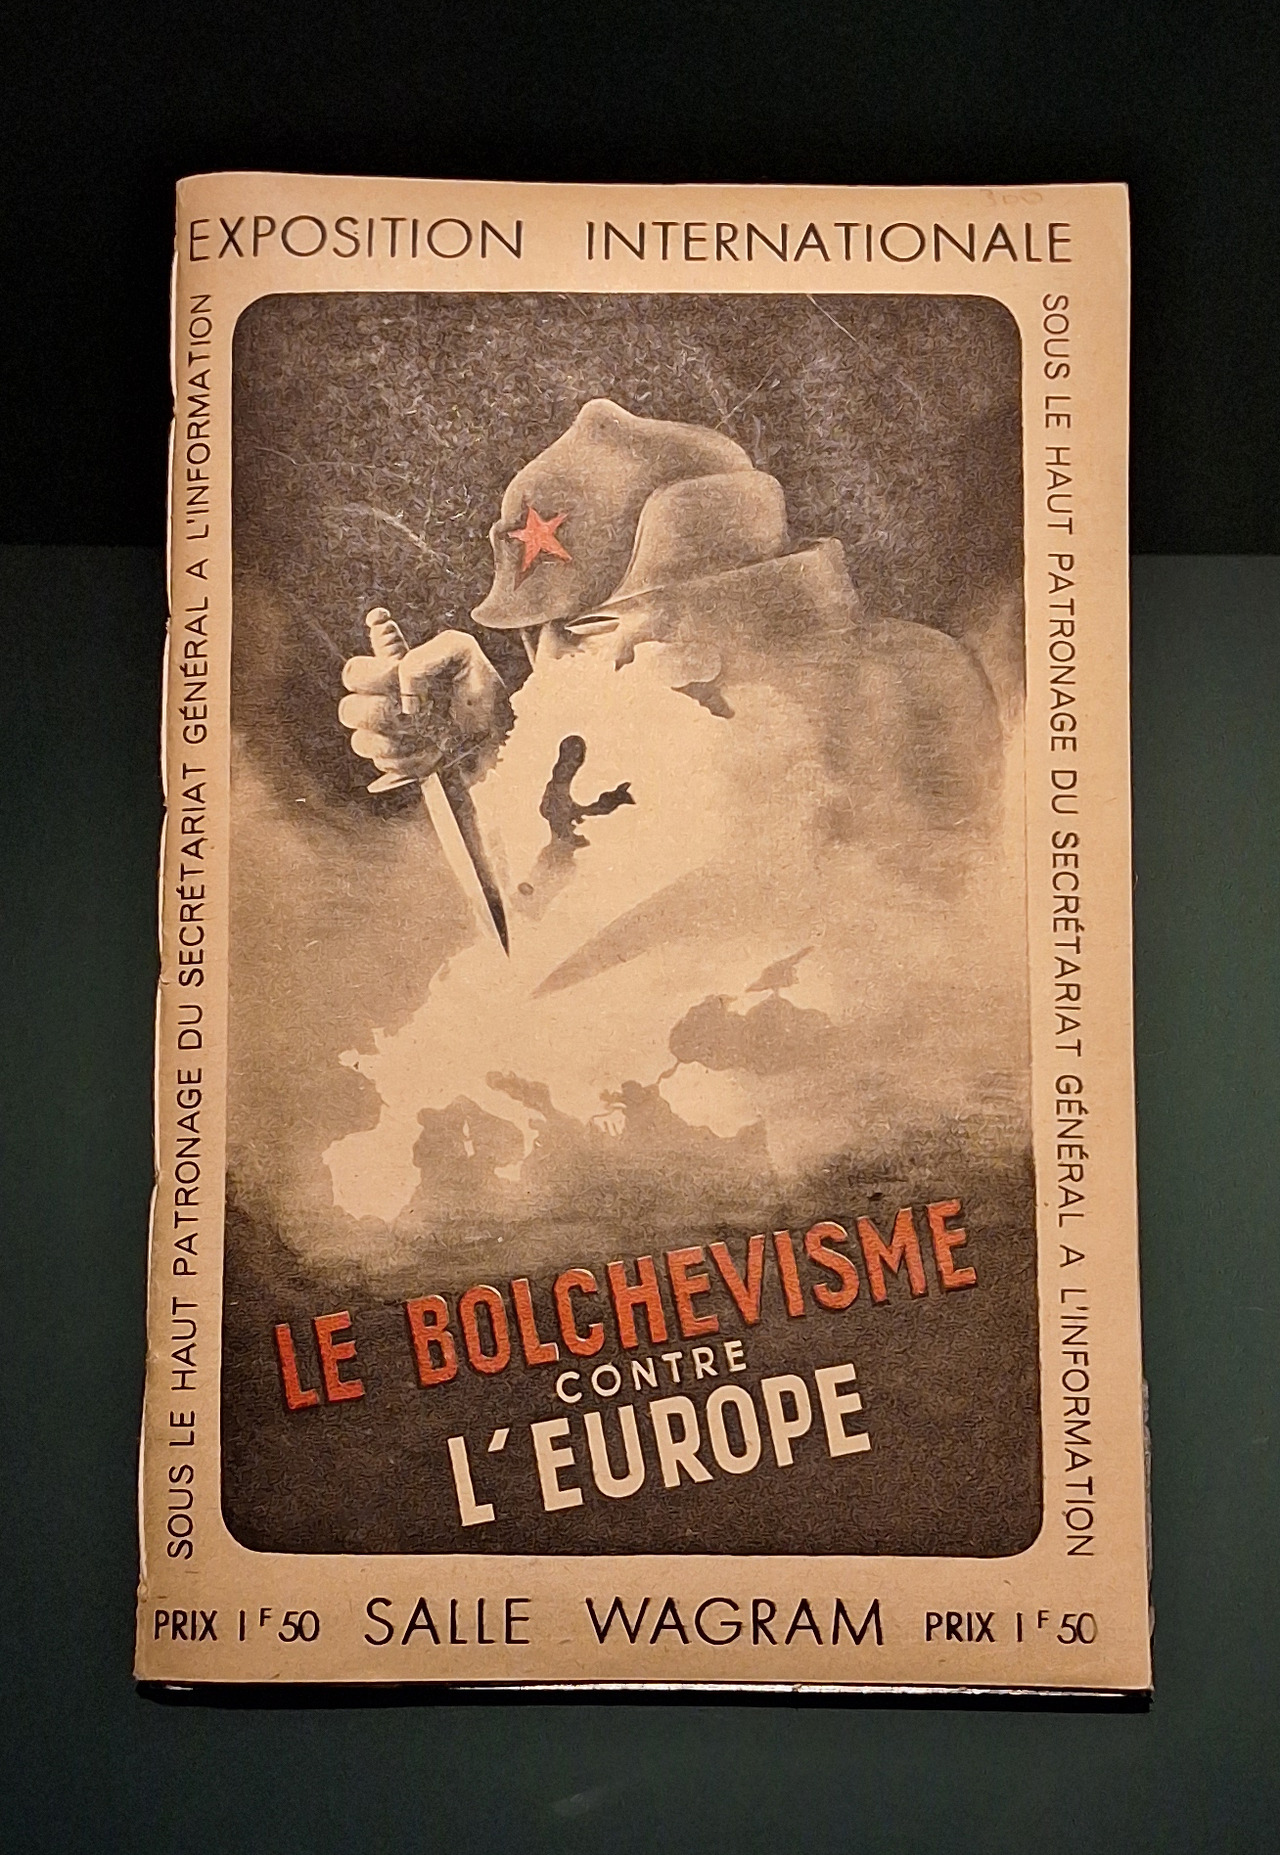 EXPOSITION INTERNATIONALE
SOUS LE HAUT PATRONAGE DU SECRÉTARIAT GÉNÉRAL A L'INFORMATION
SOUS LE HAUT PATRONAGE DU SECRÉTARIAT GÉNÉRAL A L'INFORMATION
LE BOLCHEVISME
CONTRE
L'EUROPE
PRIX 1F50 SALLE WAGRAM PRIX 1F50